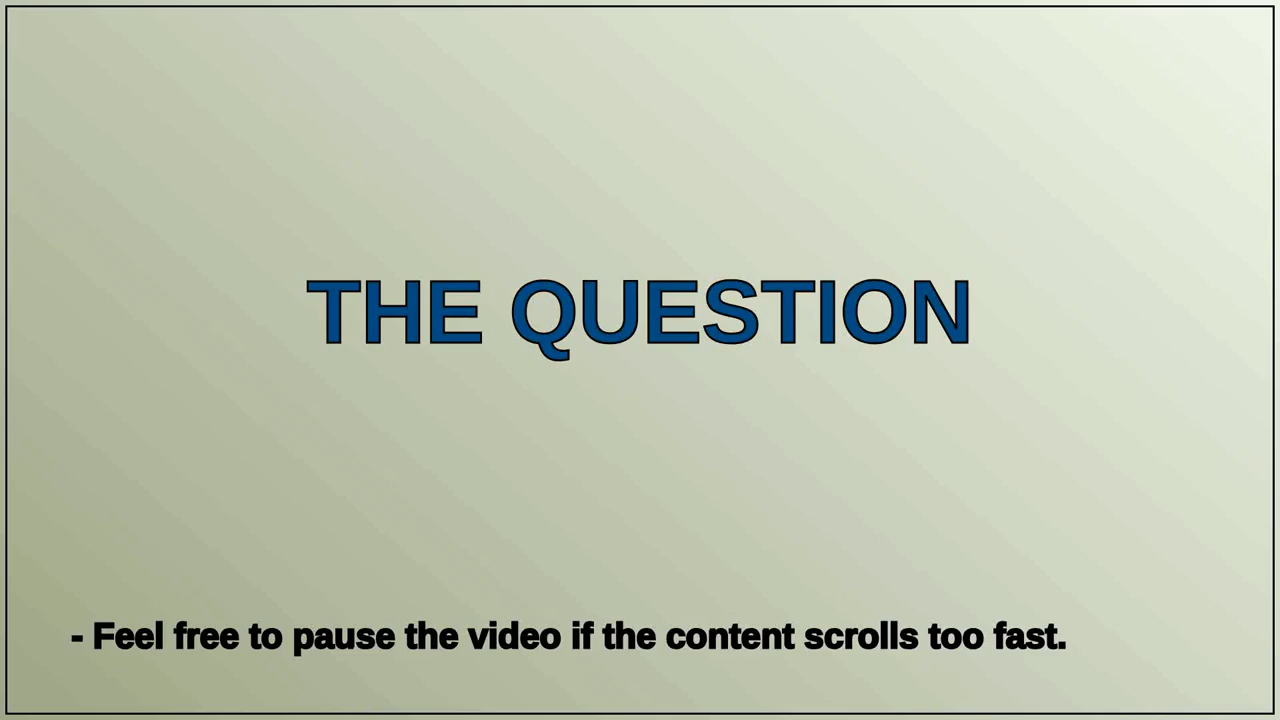 THE QUESTION
- Feel free to pause the video if the content scrolls too fast.